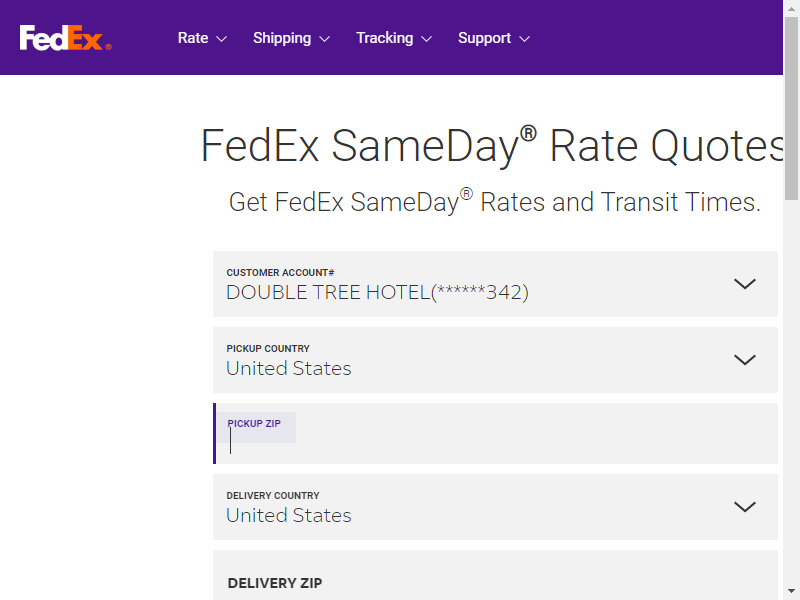 FedEx®
Rate Shipping Tracking Support
FedEx SameDay® Rate Quotes
Get FedEx SameDay® Rates and Transit Times.
CUSTOMER ACCOUNT#
DOUBLE TREE HOTEL(******342)
PICKUP COUNTRY
United States
PICKUP ZIP
DELIVERY COUNTRY
United States
DELIVERY ZIP